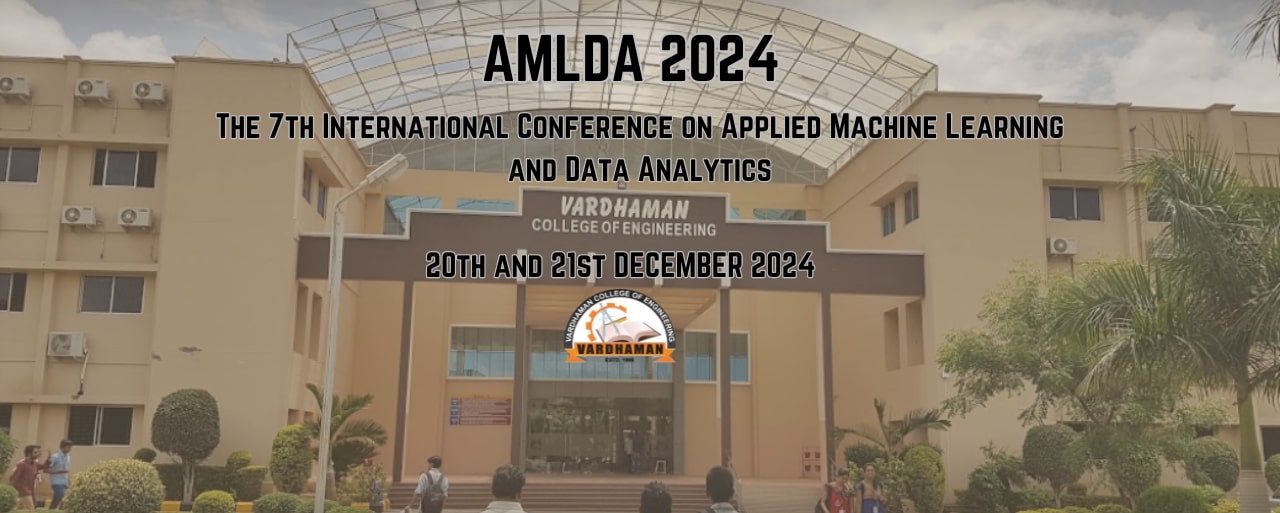 AMLDA 2024
The 7th International Conference on Applied Machine Learning
and Data Analytics
VARDHAMAN
COLLEGE OF ENGINEERING
20th and 21st DECEMBER 2024
VARDHAMAN COLLEGE OF ENGINEERING
VARDHAMAN